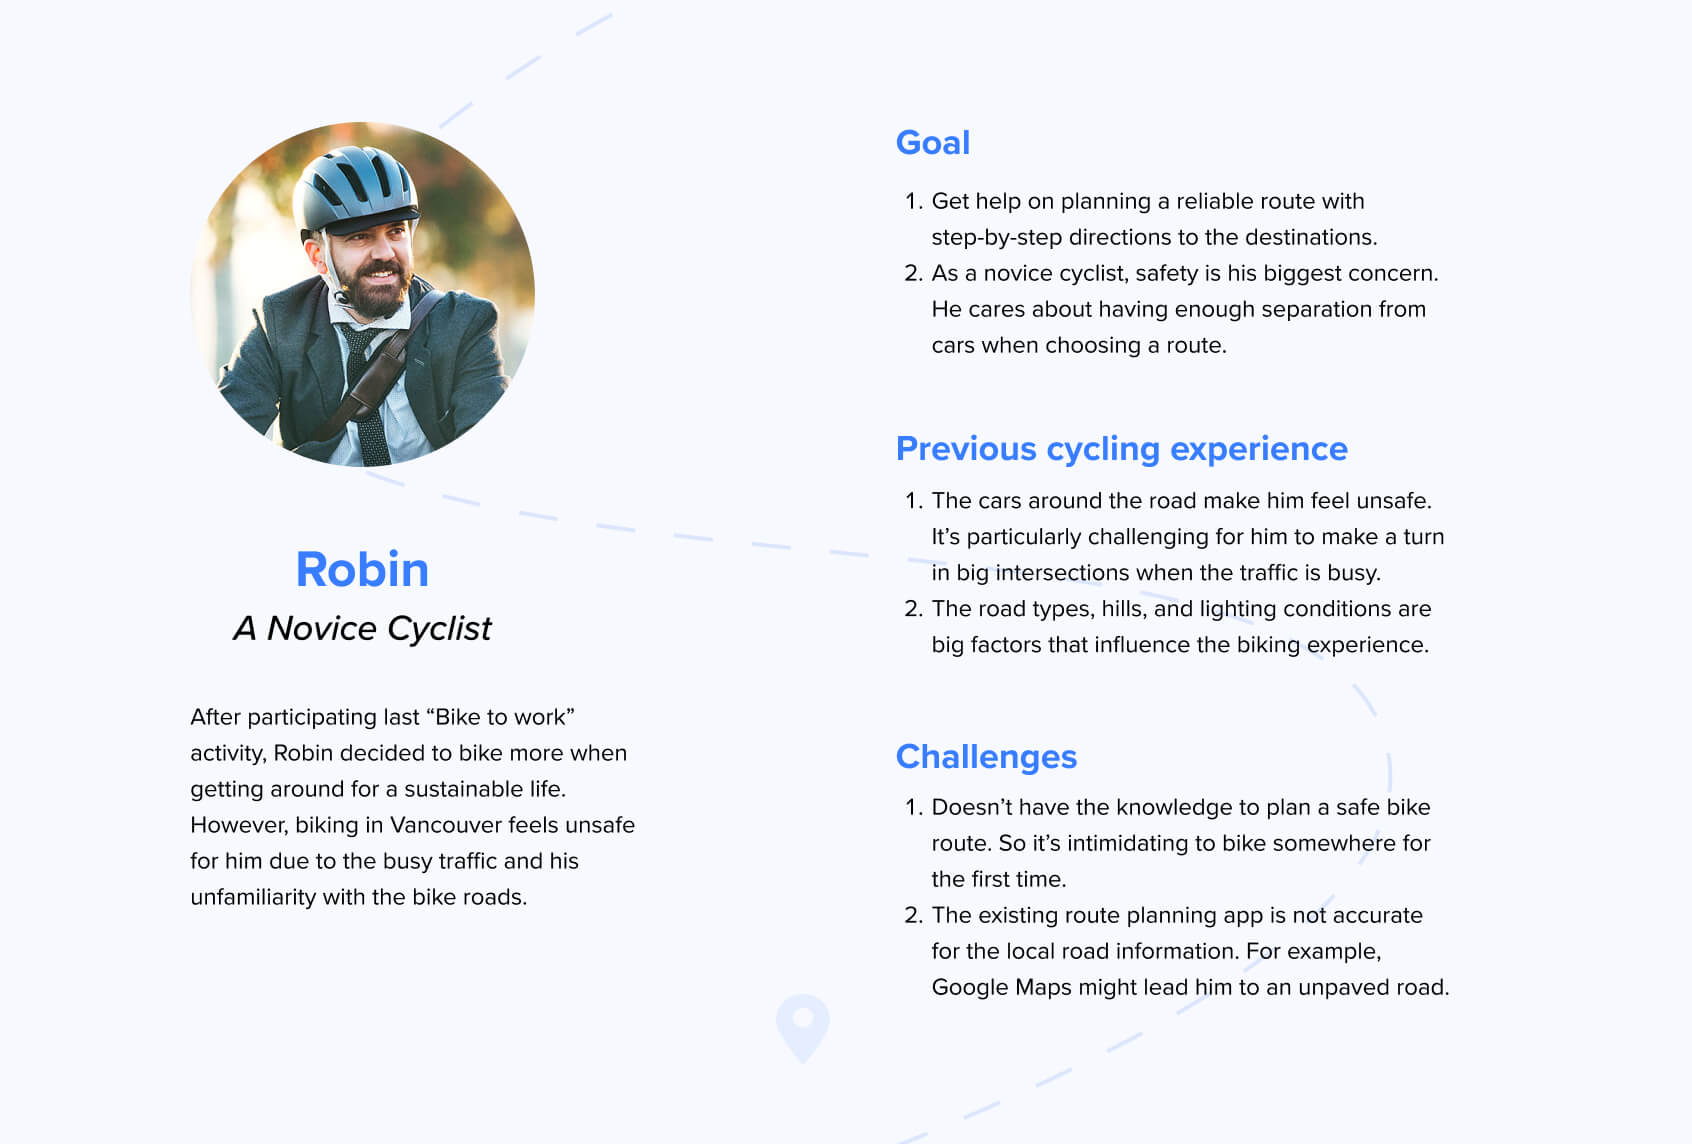 Robin
A Novice Cyclist
After participating last “Bike to work”
activity, Robin decided to bike more when
getting around for a sustainable life.
However, biking in Vancouver feels unsafe
for him due to the busy traffic and his
unfamiliarity with the bike roads.
Goal
1. Get help on planning a reliable route with
step-by-step directions to the destinations.
2. As a novice cyclist, safety is his biggest concern.
He cares about having enough separation from
cars when choosing a route.
Previous cycling experience
1. The cars around the road make him feel unsafe.
It’s particularly challenging for him to make a turn
in big intersections when the traffic is busy.
2. The road types, hills, and lighting conditions are
big factors that influence the biking experience.
Challenges
1. Doesn’t have the knowledge to plan a safe bike
route. So it’s intimidating to bike somewhere for
the first time.
2. The existing route planning app is not accurate
for the local road information. For example,
Google Maps might lead him to an unpaved road.